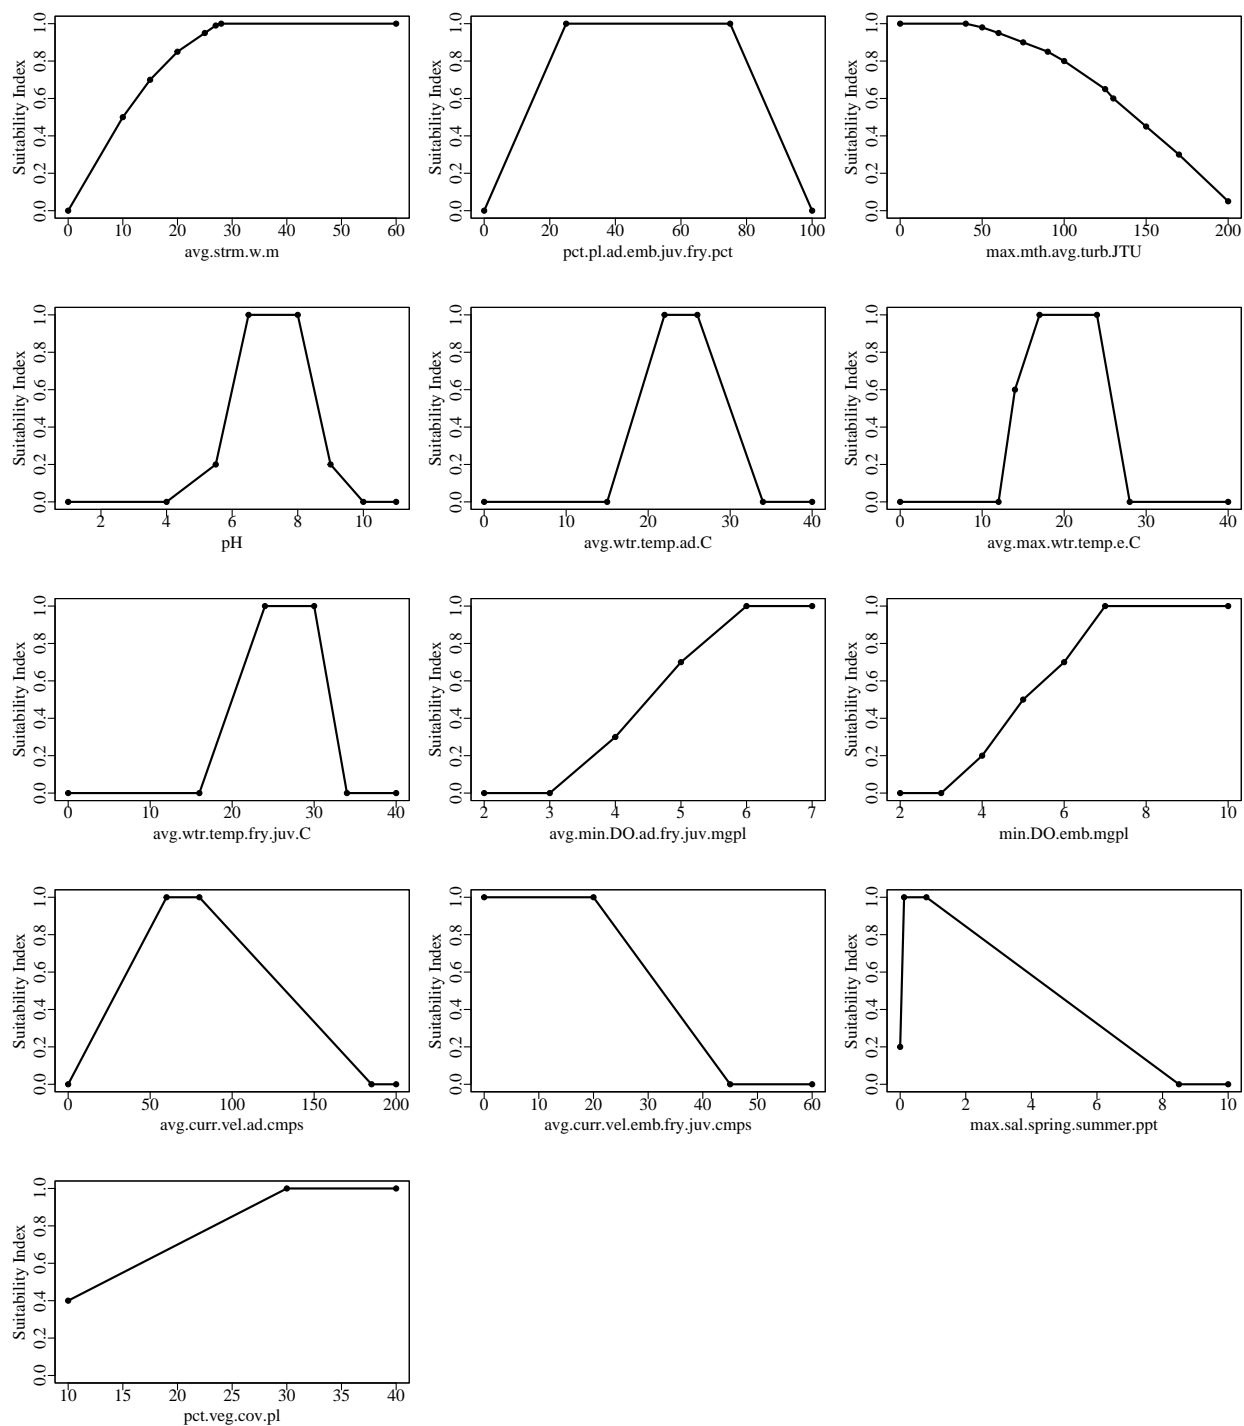 Suitability Index
0.0 0.2 0.4 0.6 0.8 1.0
0 10 20 30 40 50 60
avg.strm.w.m
Suitability Index
0.0 0.2 0.4 0.6 0.8 1.0
0 20 40 60 80 100
pct.pl.ad.emb.juv.fry.pct
Suitability Index
0.0 0.2 0.4 0.6 0.8 1.0
0 50 100 150 200
max.mth.avg.turb.JTU
Suitability Index
0.0 0.2 0.4 0.6 0.8 1.0
2 4 6 8 10
pH
Suitability Index
0.0 0.2 0.4 0.6 0.8 1.0
0 10 20 30 40
avg.wtr.temp.ad.C
Suitability Index
0.0 0.2 0.4 0.6 0.8 1.0
0 10 20 30 40
avg.max.wtr.temp.e.C
Suitability Index
0.0 0.2 0.4 0.6 0.8 1.0
0 10 20 30 40
avg.wtr.temp.fry.juv.C
Suitability Index
0.0 0.2 0.4 0.6 0.8 1.0
2 3 4 5 6 7
avg.min.DO.ad.fry.juv.mgpl
Suitability Index
0.0 0.2 0.4 0.6 0.8 1.0
2 4 6 8 10
min.DO.emb.mgpl
Suitability Index
0.0 0.2 0.4 0.6 0.8 1.0
0 50 100 150 200
avg.curr.vel.ad.cmps
Suitability Index
0.0 0.2 0.4 0.6 0.8 1.0
0 10 20 30 40 50 60
avg.curr.vel.emb.fry.juv.cmps
Suitability Index
0.0 0.2 0.4 0.6 0.8 1.0
0 2 4 6 8 10
max.sal.spring.summer.ppt
Suitability Index
0.0 0.2 0.4 0.6 0.8 1.0
10 15 20 25 30 35 40
pct.veg.cov.pl